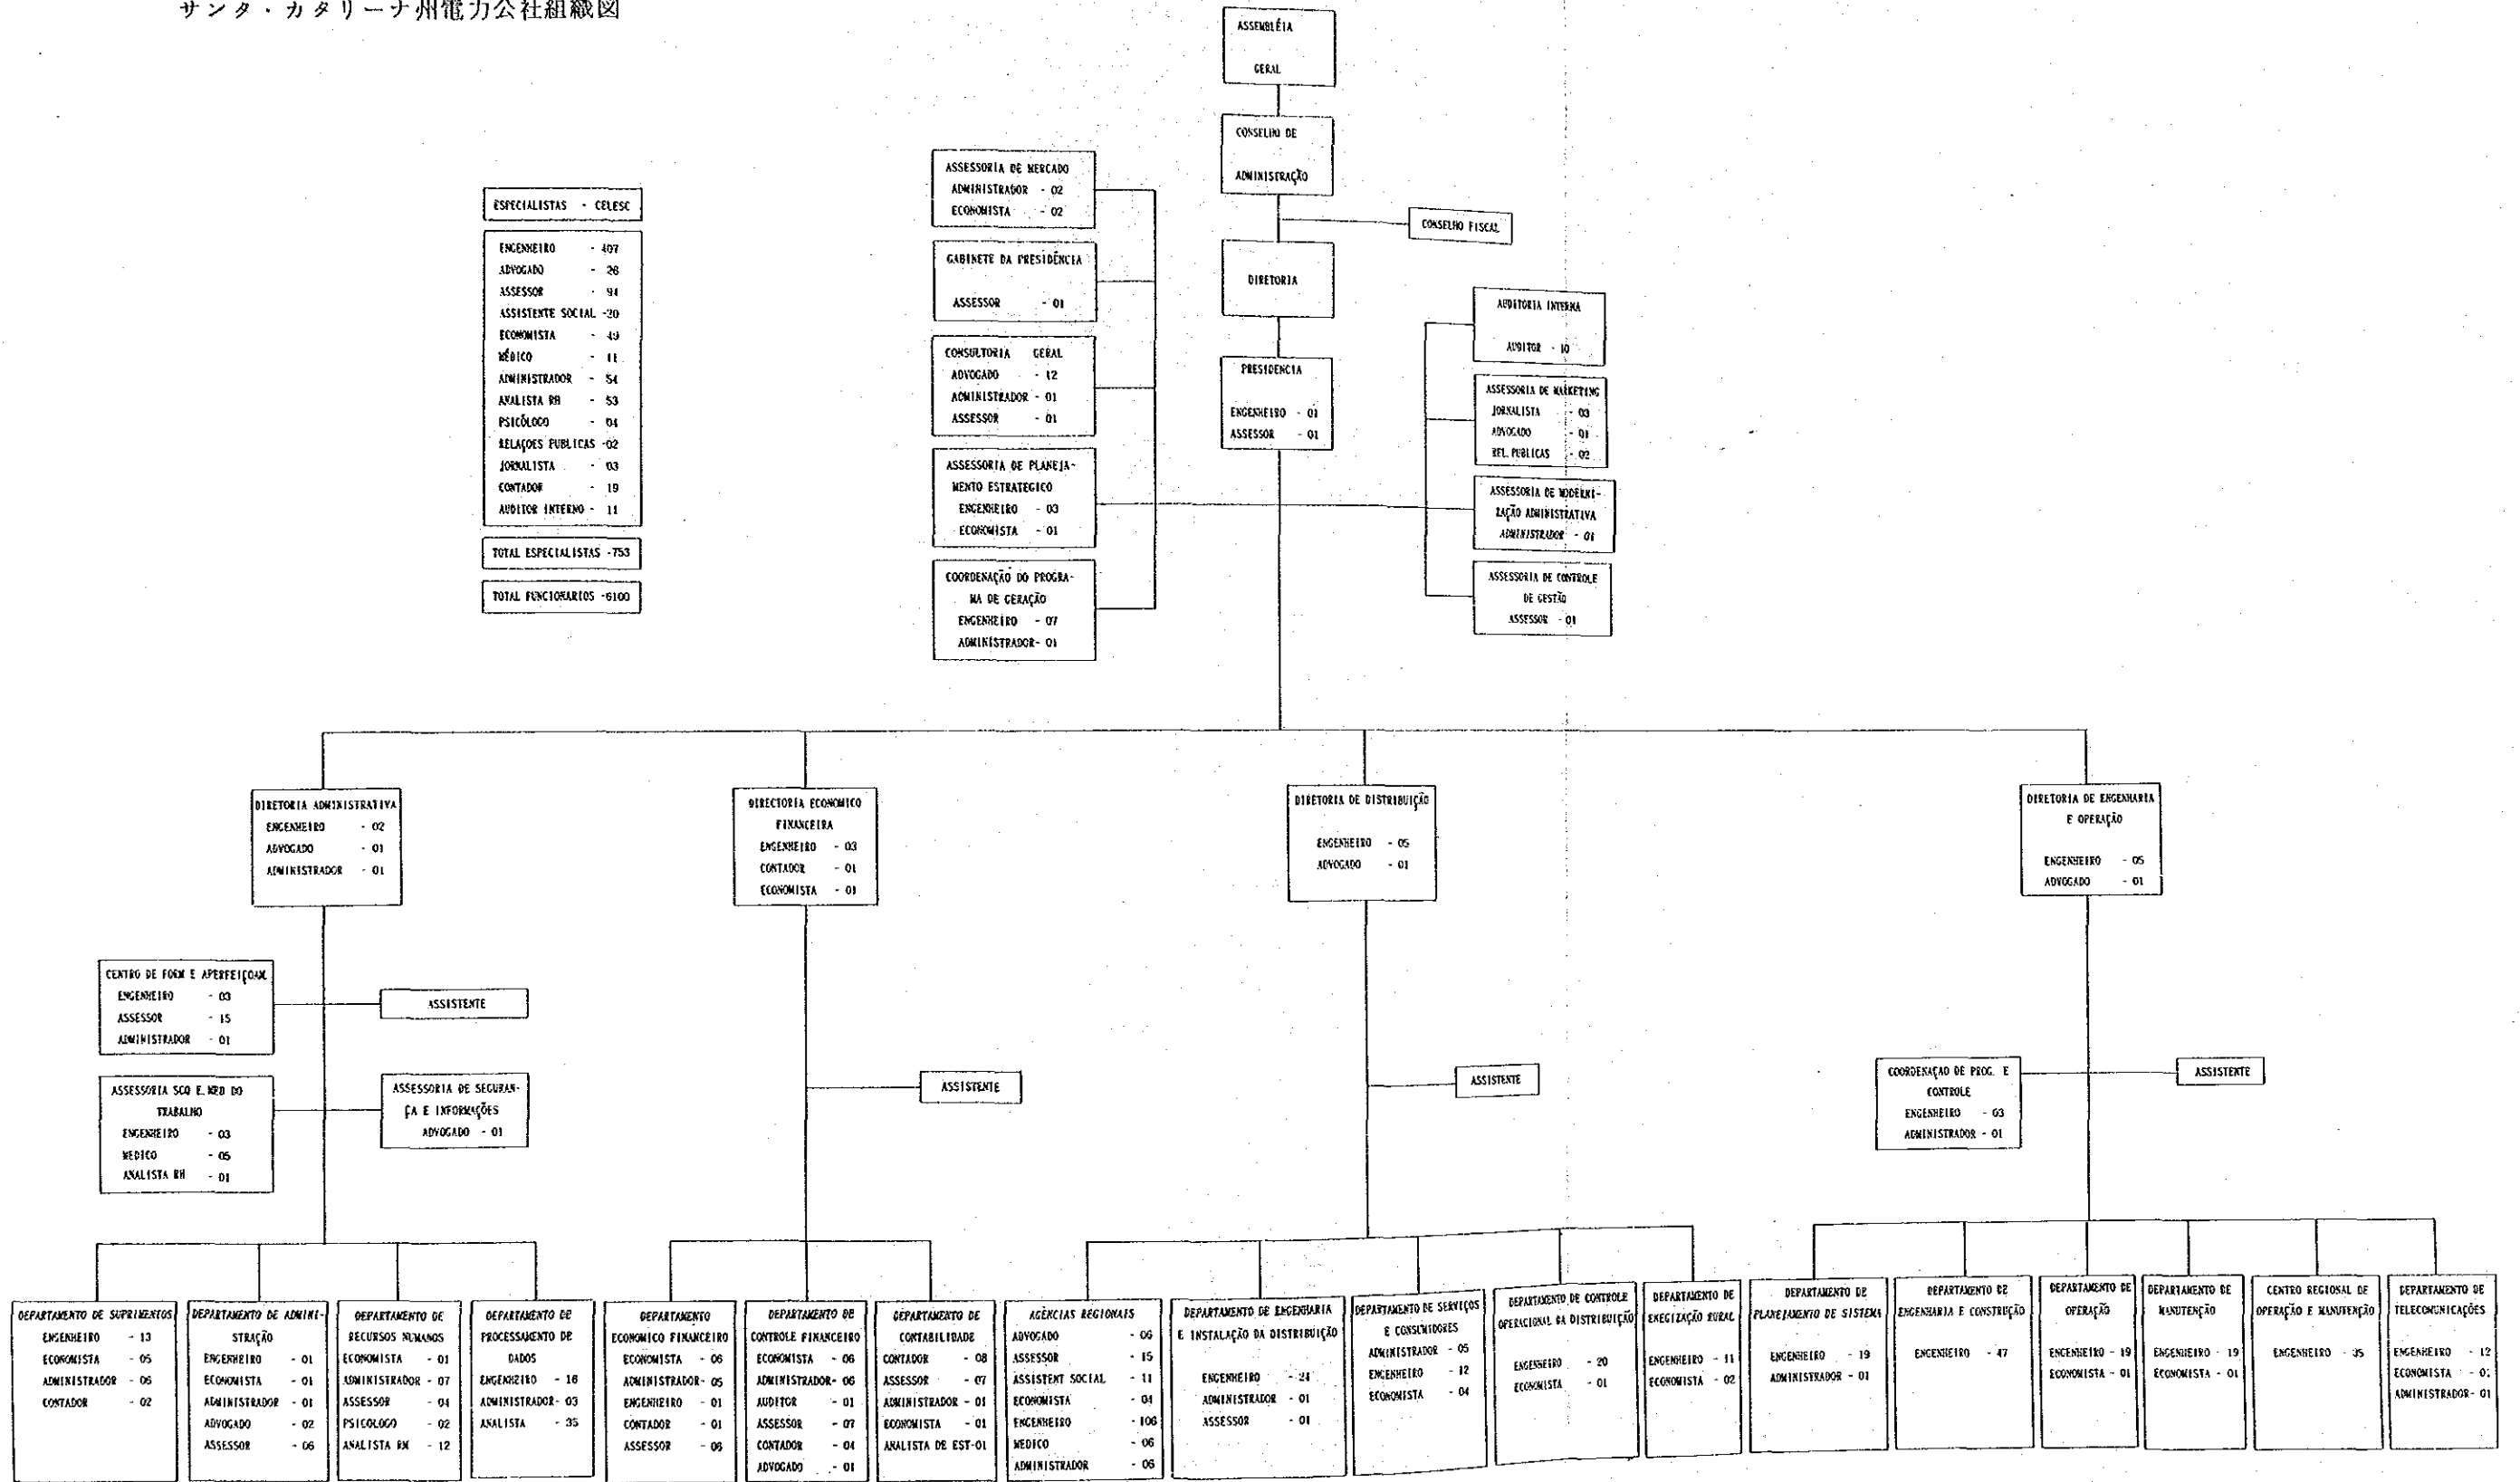 サンタ・カタリーナ州電力公社組織図
ASSEMBLÉIA
GERAL
CONSELHO DE
ADMINISTRAÇÃO
CONSELHO FISCAL
DIRETORIA
PRESIDENCIA
ENGENHEIRO - 01
ASSESSOR - 01
ESPECIALISTAS - CELESC
ENGENHEIRO - 407
ADVOGADO - 26
ASSESSOR - 94
ASSISTENTE SOCIAL -20
ECONOMISTA - 49
MÉDICO - 11
ADMINISTRADOR - 54
ANALISTA RH - 53
PSICÓLOGO - 04
RELAÇOES PUBLICAS -02
JORNALISTA - 03
CONTADOR - 19
AUDITOR INTERNO - 11
TOTAL ESPECIALISTAS -753
TOTAL FUNCIONARIOS -6100
ASSESSORIA DE MERCADO
ADMINISTRADOR - 02
ECONOMISTA - 02
GABINETE DA PRESIDÊNCIA
ASSESSOR - 01
CONSULTORIA GERAL
ADVOGADO - 12
ADMINISTRADOR - 01
ASSESSOR - 01
ASSESSORIA DE PLANEJA-
MENTO ESTRATEGICO
ENGENHEIRO - 03
ECONOMISTA - 01
COORDENAÇÃO DO PROGRA-
MA DE GERAÇÃO
ENGENHEIRO - 07
ADMINISTRADOR- 01
AUDITORIA INTERNA
AUDITOR - 10
ASSESSORIA DE MARKETING
JORNALISTA - 03
ADVOGADO - 01
REL. PUBLICAS - 02
ASSESSORIA DE MODERNI-
ZAÇÃO ADMINISTRATIVA
ADMINISTRADOR - 01
ASSESSORIA DE CONTROLE
DE GESTÃO
ASSESSOR - 01
DIRETORIA ADMINISTRATIVA
ENGENHEIRO - 02
ADVOGADO - 01
ADMINISTRADOR - 01
DIRECTORIA ECONOMICO
FINANCEIRA
ENGENHEIRO - 03
CONTADOR - 01
ECONOMISTA - 01
DIRETORIA DE DISTRIBUIÇÃO
ENGENHEIRO - 05
ADVOGADO - 01
DIRETORIA DE ENGENHARIA
E OPERAÇÃO
ENGENHEIRO - 05
ADVOGADO - 01
CENTRO DE FORM E APERFEIÇOAM.
ENGENHEIRO - 03
ASSESSOR - 15
ADMINISTRADOR - 01
ASSISTENTE
ASSESSORIA SCO E. MED DO
TRABALHO
ENGENHEIRO - 03
MEDICO - 05
ANALISTA RH - 01
ASSESSORIA DE SEGURAN-
ÇA E INFORMAÇÕES
ADVOGADO - 01
ASSISTENTE
ASSISTENTE
COORDENAÇAO DE PROG. E
CONTROLE
ENGENHEIRO - 03
ADMINISTRADOR - 01
ASSISTENTE
DEPARTAMENTO DE SUPRIMENTOS
ENGENHEIRO - 13
ECONOMISTA - 05
ADMINISTRADOR - 06
CONTADOR - 02
DEPARTAMENTO DE ADMINI-
STRAÇÃO
ENGENHEIRO - 01
ECONOMISTA - 01
ADMINISTRADOR - 01
ADVOGADO - 02
ASSESSOR - 06
DEPARTAMENTO DE
RECURSOS NUMANOS
ECONOMISTA - 01
ADMINISTRADOR - 07
ASSESSOR - 04
PSICOLOGO - 02
ANALISTA RM - 12
DEPARTAMENTO DE
PROCESSAMENTO DE
DADOS
ENGENHEIRO - 16
ADMINISTRADOR- 03
ANALISTA - 35
DEPARTAMENTO
ECONOMICO FINANCEIRO
ECONOMISTA - 06
ADMINISTRADOR- 05
ENGENHEIRO - 01
CONTADOR - 01
ASSESSOR - 06
DEPARTAMENTO DE
CONTROLE FINANCEIRO
ECONOMISTA - 06
ADMINISTRADOR- 06
AUDITOR - 01
ASSESSOR - 07
CONTADOR - 04
ADVOGADO - 01
DEPARTAMENTO DE
CONTABILIDADE
CONTADOR - 08
ASSESSOR - 07
ADMINISTRADOR - 01
ECONOMISTA - 01
ANALISTA DE EST-01
AGÊNCIAS REGIONAIS
ADVOGADO - 06
ASSESSOR - 15
ASSISTENT SOCIAL - 11
ECONOMISTA - 04
ENGENHEIRO - 106
MEDICO - 06
ADMINISTRADOR - 06
DEPARTAMENTO DE ENGENHARIA
E INSTALAÇÃO DA DISTRIBUIÇÃO
ENGENHEIRO - 24
ADMINISTRADOR - 01
ASSESSOR - 01
DEPARTAMENTO DE SERVIÇOS
E CONSUMIDORES
ADMINISTRADOR - 05
ENGENHEIRO - 12
ECONOMISTA - 04
DEPARTAMENTO DE CONTROLE
OPERACIONAL DA DISTRIBUIÇÃO
ENGENHEIRO - 20
ECONOMISTA - 01
DEPARTAMENTO DE
ENEGIZAÇÃO RURAL
ENGENHEIRO - 11
ECONOMISTA - 02
DEPARTAMENTO DE
PLANEJAMENTO DE SISTEMA
ENGENHEIRO - 19
ADMINISTRADOR - 01
DEPARTAMENTO DE
ENGENHARIA E CONSTRUÇÃO
ENGENHEIRO - 47
DEPARTAMENTO DE
OPERAÇÃO
ENGENHEIRO - 19
ECONOMISTA - 01
DEPARTAMENTO DE
MANUTENÇÃO
ENGENHEIRO - 19
ECONOMISTA - 01
CENTRO REGIONAL DE
OPERAÇÃO E MANUTENÇÃO
ENGENHEIRO - 35
DEPARTAMENTO DE
TELECOMUNICAÇÕES
ENGENHEIRO - 12
ECONOMISTA
ADMINISTRADOR- 01